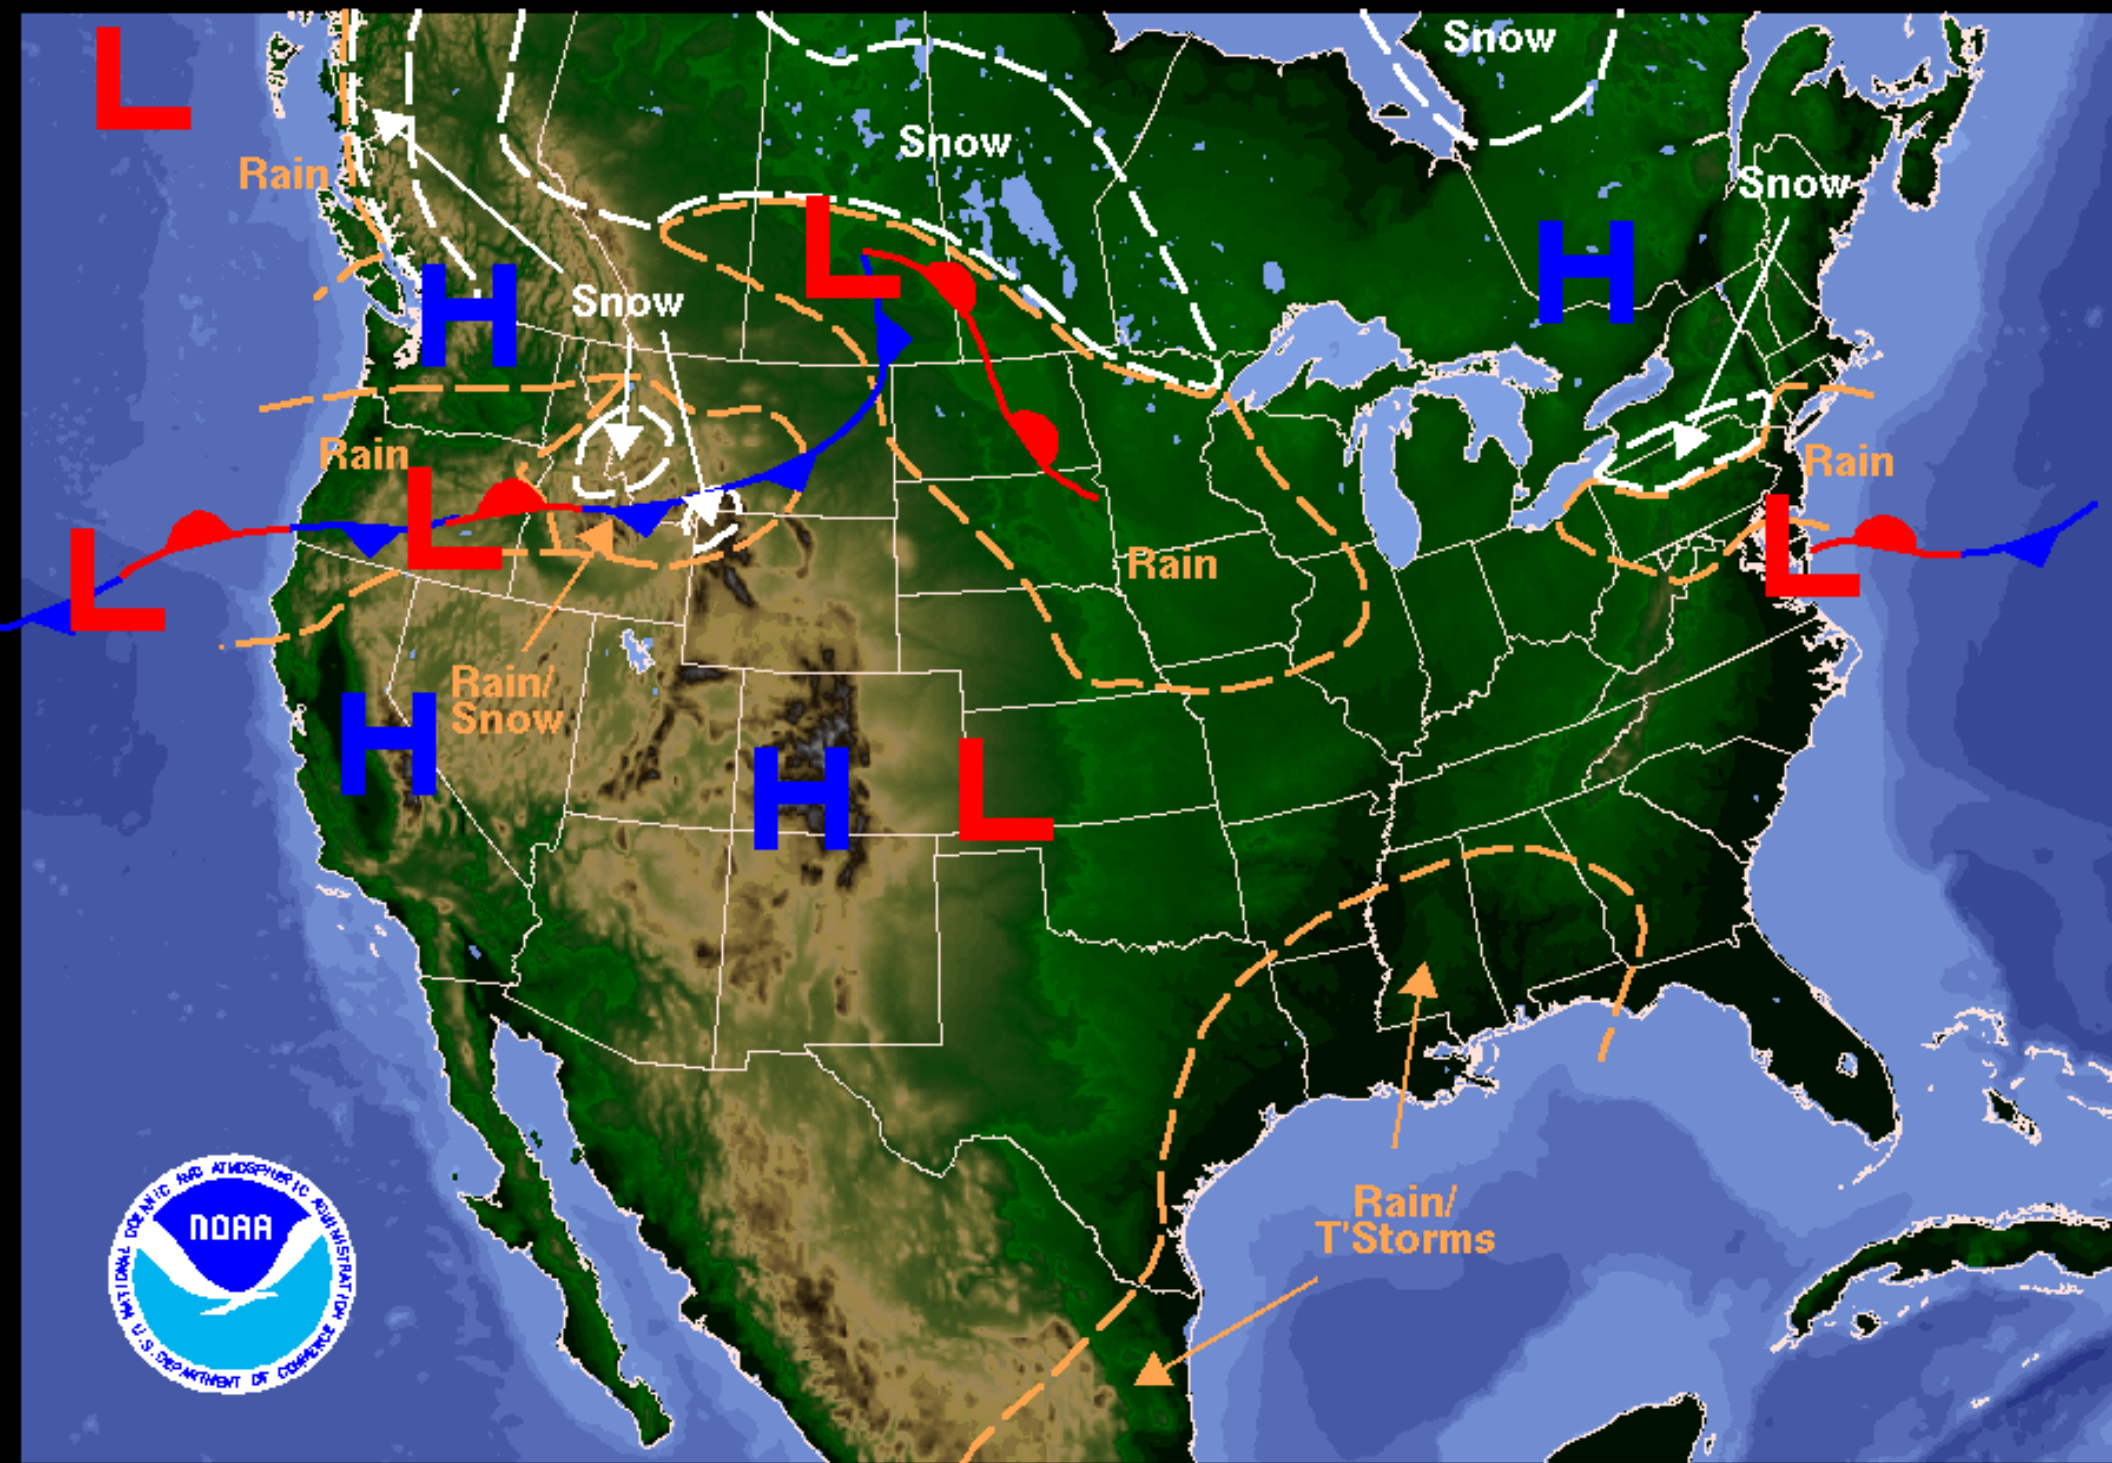 Snow
L
Snow
Rain
Snow
L
H
H
Snow
Rain
Rain
L
L
L
Rain
L
Rain/
Snow
H
H
L
NATIONAL OCEANIC AND ATMOSPHERIC ADMINISTRATION
NOAA
U.S. DEPARTMENT OF COMMERCE
Rain/
T'Storms